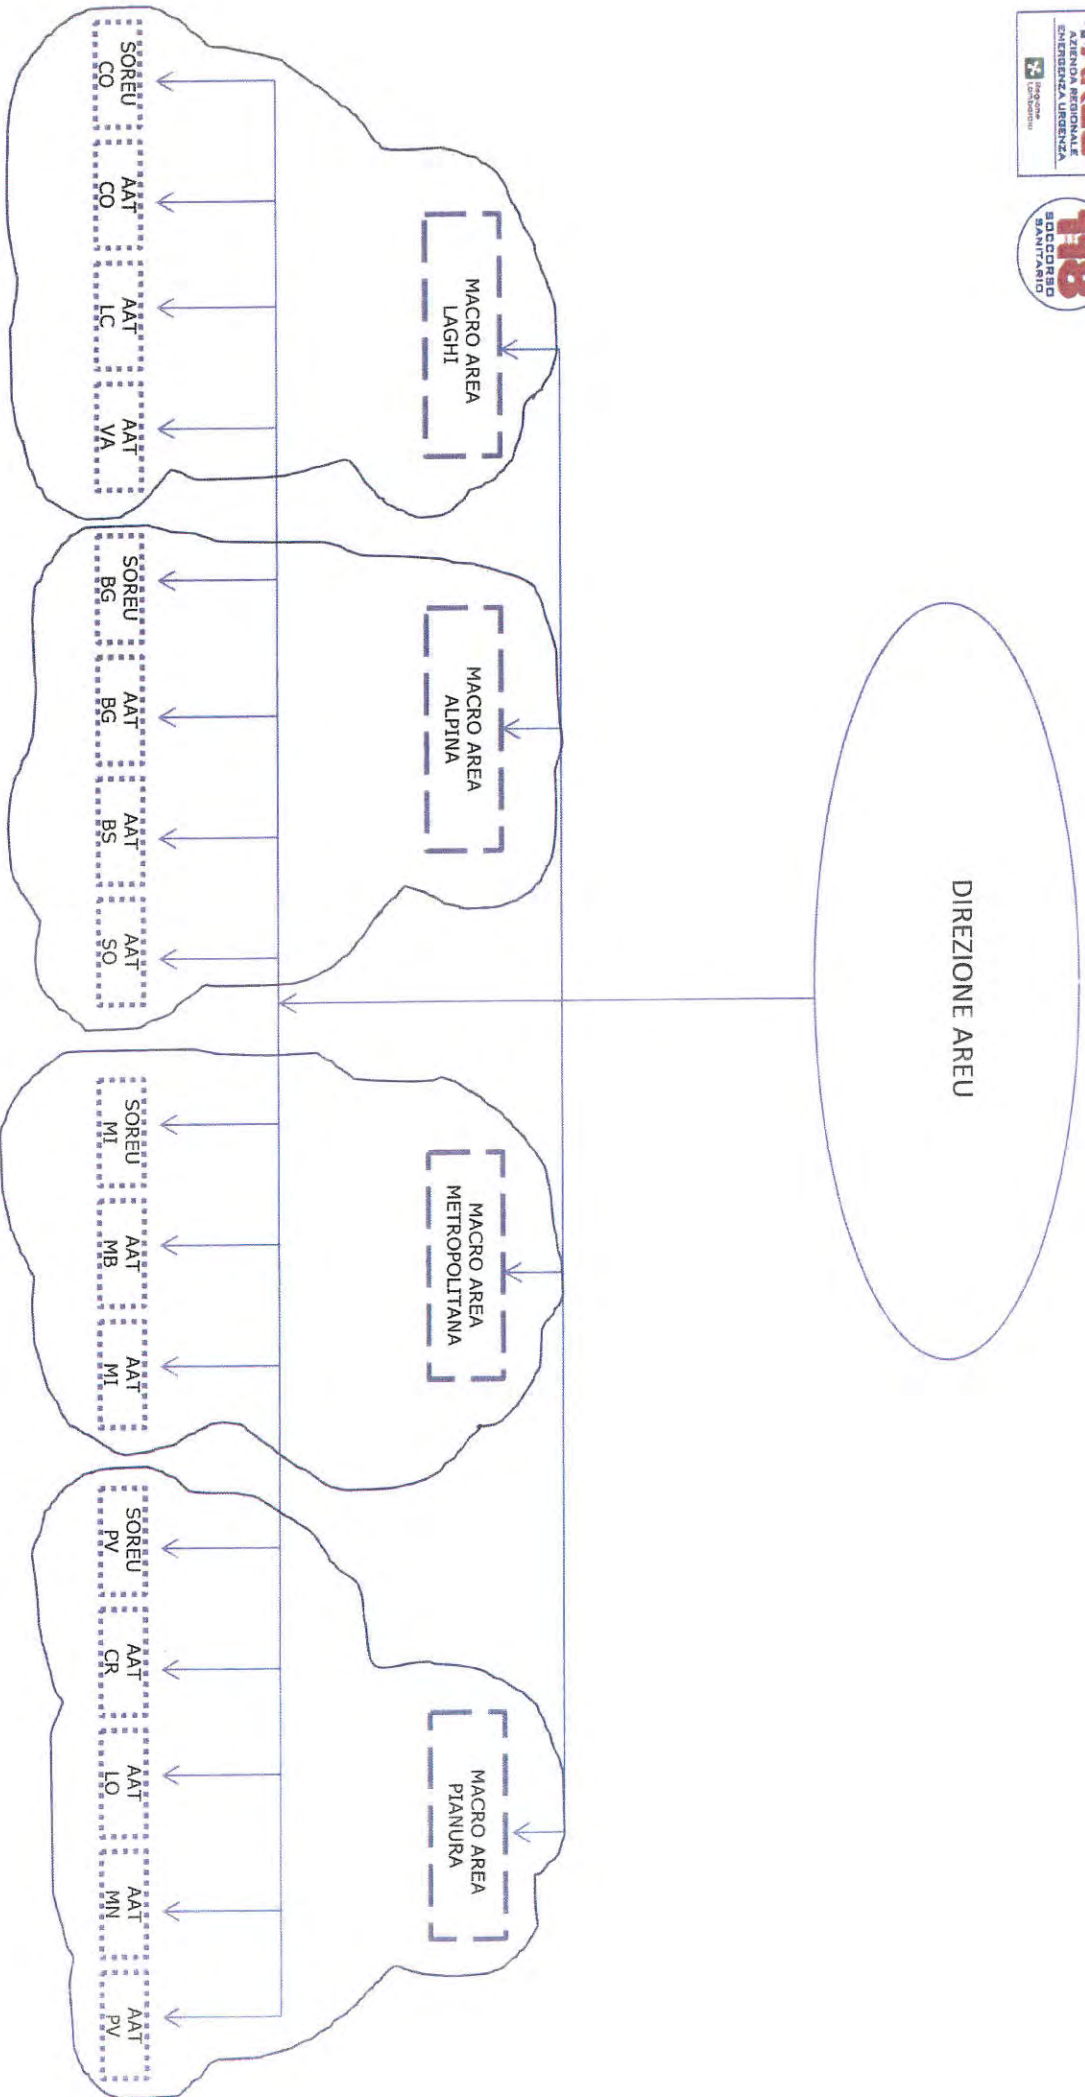 AZIENDA REGIONALE
EMERGENZA URGENZA
Regione
Lombardia
118
SOCCORSO
SANITARIO
DIREZIONE AREU
MACRO AREA
LAGHI
MACRO AREA
ALPINA
MACRO AREA
METROPOLITANA
MACRO AREA
PIANURA
SOREU
CO
AAT
CO
AAT
LC
AAT
VA
SOREU
BG
AAT
BG
AAT
BS
AAT
SO
SOREU
MI
AAT
MB
AAT
MI
SOREU
PV
AAT
CR
AAT
LO
AAT
MN
AAT
PV